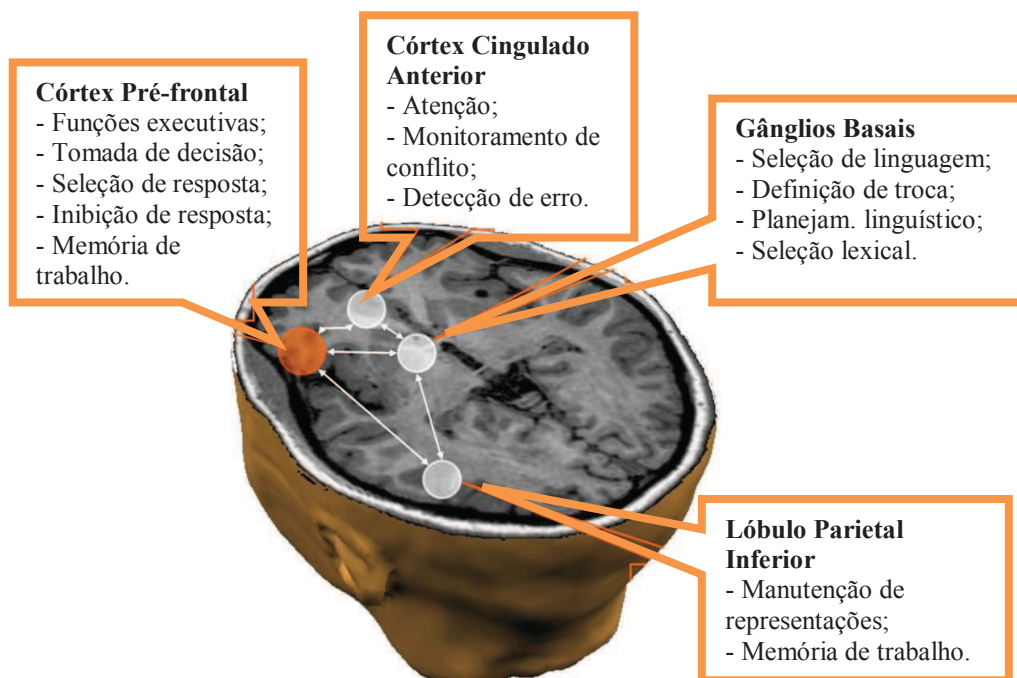 Córtex Pré-frontal
- Funções executivas;
- Tomada de decisão;
- Seleção de resposta;
- Inibição de resposta;
- Memória de
trabalho.
Córtex Cingulado
Anterior
- Atenção;
- Monitoramento de
conflito;
- Detecção de erro.
Gânglios Basais
- Seleção de linguagem;
- Definição de troca;
- Planejam. linguístico;
- Seleção lexical.
Lóbulo Parietal
Inferior
- Manutenção de
representações;
- Memória de trabalho.